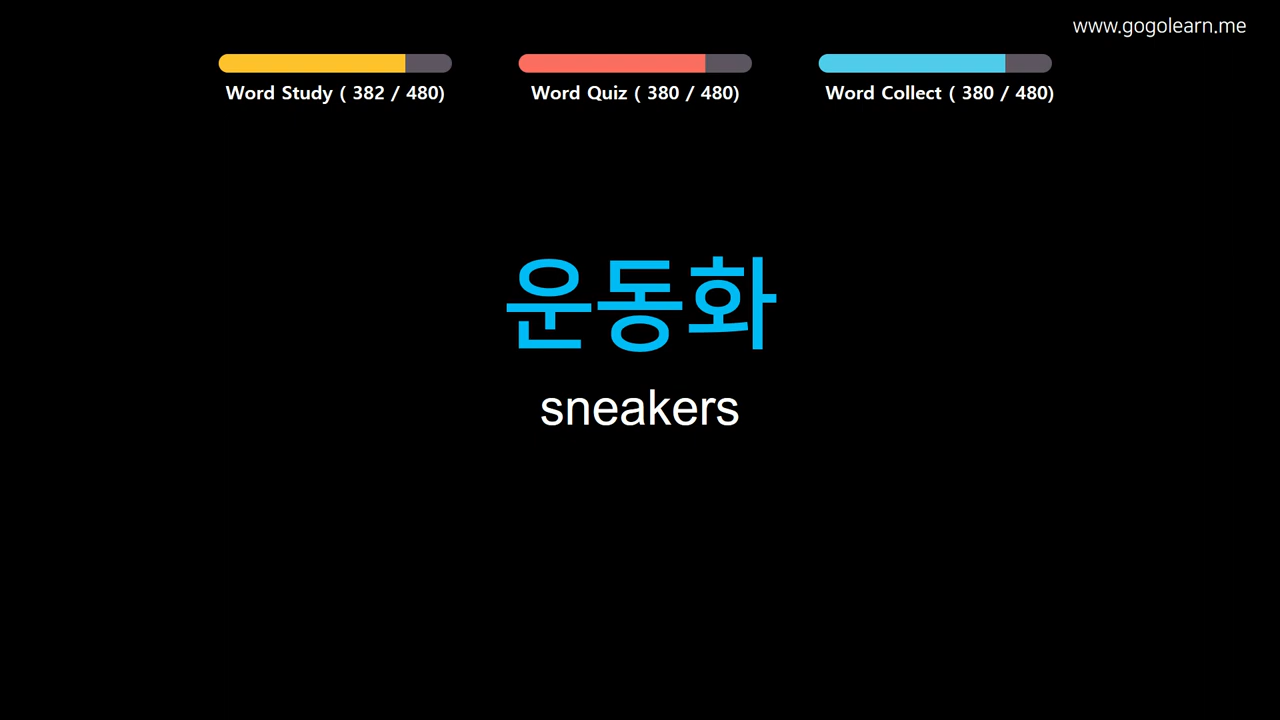 www.gogolearn.me
Word Study ( 382 / 480)
Word Quiz ( 380 / 480)
Word Collect ( 380 / 480)
운동화
sneakers